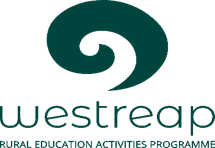 westreap
RURAL EDUCATION ACTIVITIES PROGRAMME